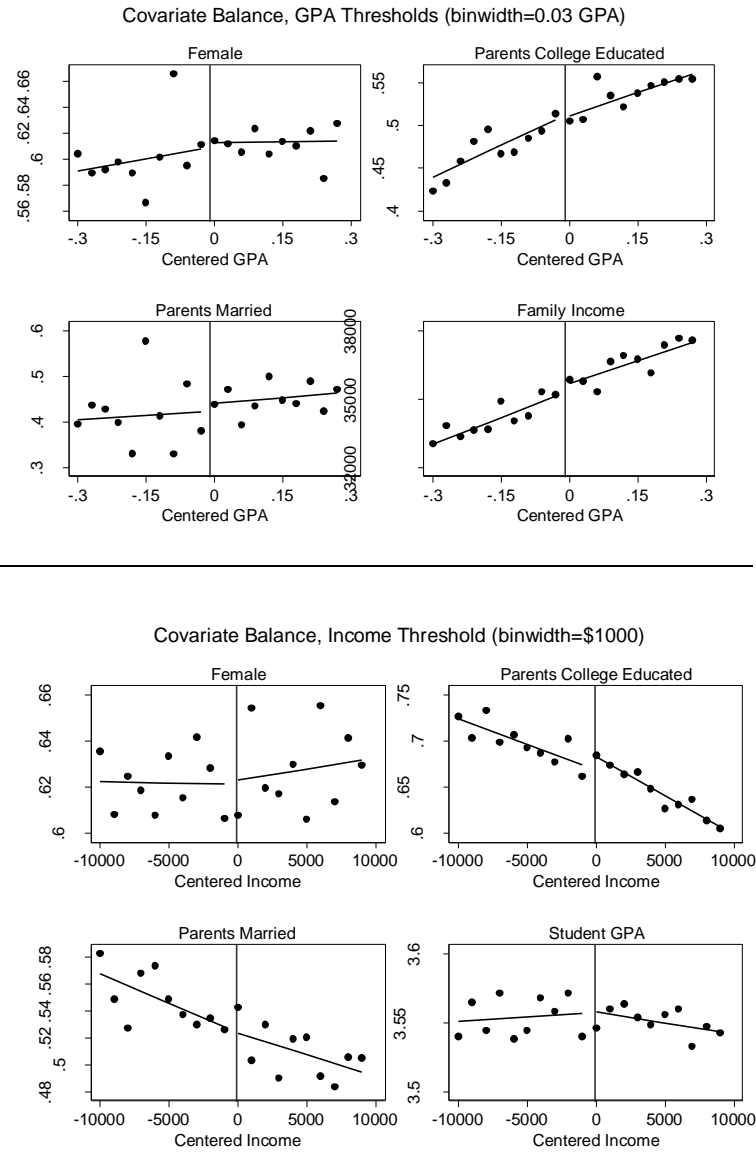 Covariate Balance, GPA Thresholds (binwidth=0.03 GPA)
Female
.56.58 .6 .62.64.66
-.3 -.15 0 .15 .3
Centered GPA
Parents College Educated
.4 .45 .5 .55
-.3 -.15 0 .15 .3
Centered GPA
Parents Married
.3 .4 .5 .6
-.3 -.15 0 .15 .3
Centered GPA
Family Income
32000 35000 38000
-.3 -.15 0 .15 .3
Centered GPA
Covariate Balance, Income Threshold (binwidth=$1000)
Female
.6 .62 .64 .66
-10000 -5000 0 5000 10000
Centered Income
Parents College Educated
.6 .65 .7 .75
-10000 -5000 0 5000 10000
Centered Income
Parents Married
.48 .5 .52.54.56.58
-10000 -5000 0 5000 10000
Centered Income
Student GPA
3.5 3.55 3.6
-10000 -5000 0 5000 10000
Centered Income